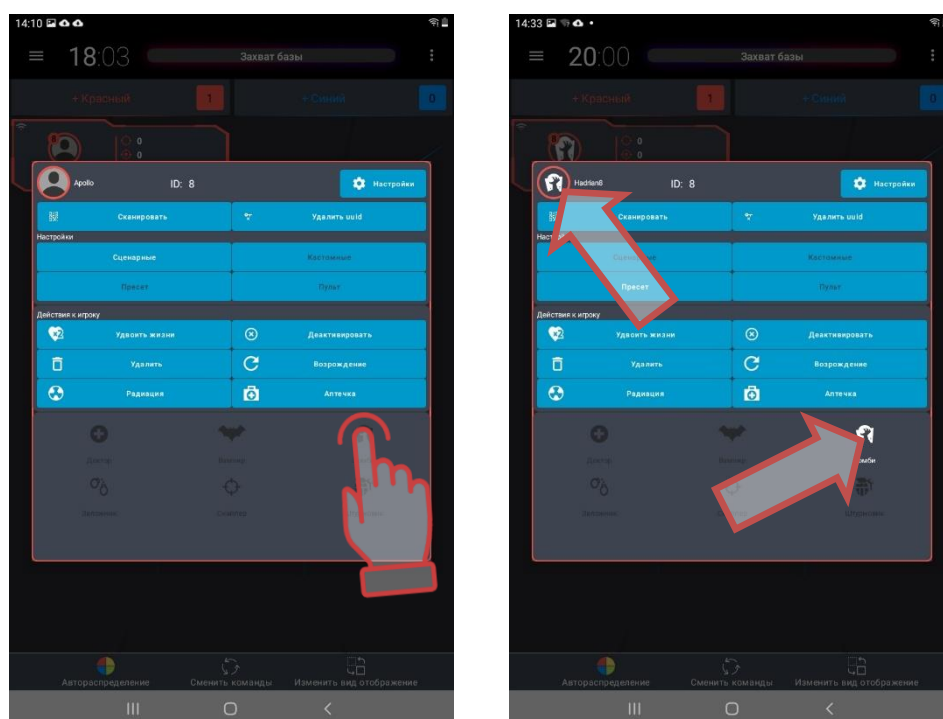 14:10
18:03 Захват базы
+ Красный 1 + Синий 0
0
0
Apollo ID: 8 Настройки
Сканировать Удалить uuid
Настройки
Сценарные Кастомные
Пресет Пульт
Действия к игроку
Удвоить жизни Деактивировать
Удалить Возрождение
Радиация Аптечка
Доктор Вампир
Заложник Снайпер
Автораспределение Сменить команды Изменить вид отображение
14:33
20:00 Захват базы
+ Красный 1 + Синий 0
0
0
Hadrian8 ID: 8 Настройки
Сканировать Удалить uuid
Сценарные Кастомные
Пресет Пульт
Действия к игроку
Удвоить жизни Деактивировать
Удалить Возрождение
Радиация Аптечка
Доктор
Заложник Штурмовик
Автораспределение Сменить команды Изменить вид отображение